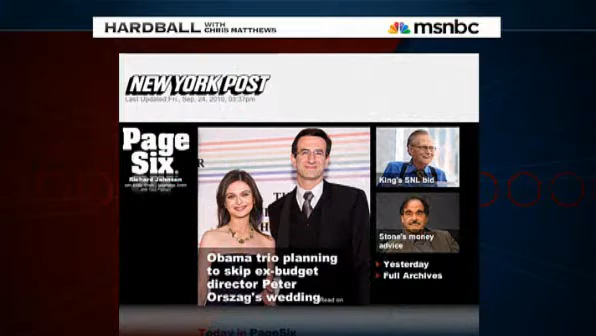 HARDBALL WITH CHRIS MATTHEWS
msnbc
NEW YORK POST
Last Updated: Fri., Sep. 24, 2010, 03:37pm
Page
Six®
Richard Johnson
THE
King's SNL bid
Stone's money
advice
Obama trio planning
to skip ex-budget
director Peter
Orszag's wedding Read on
Yesterday
Full Archives
Today in PageSix